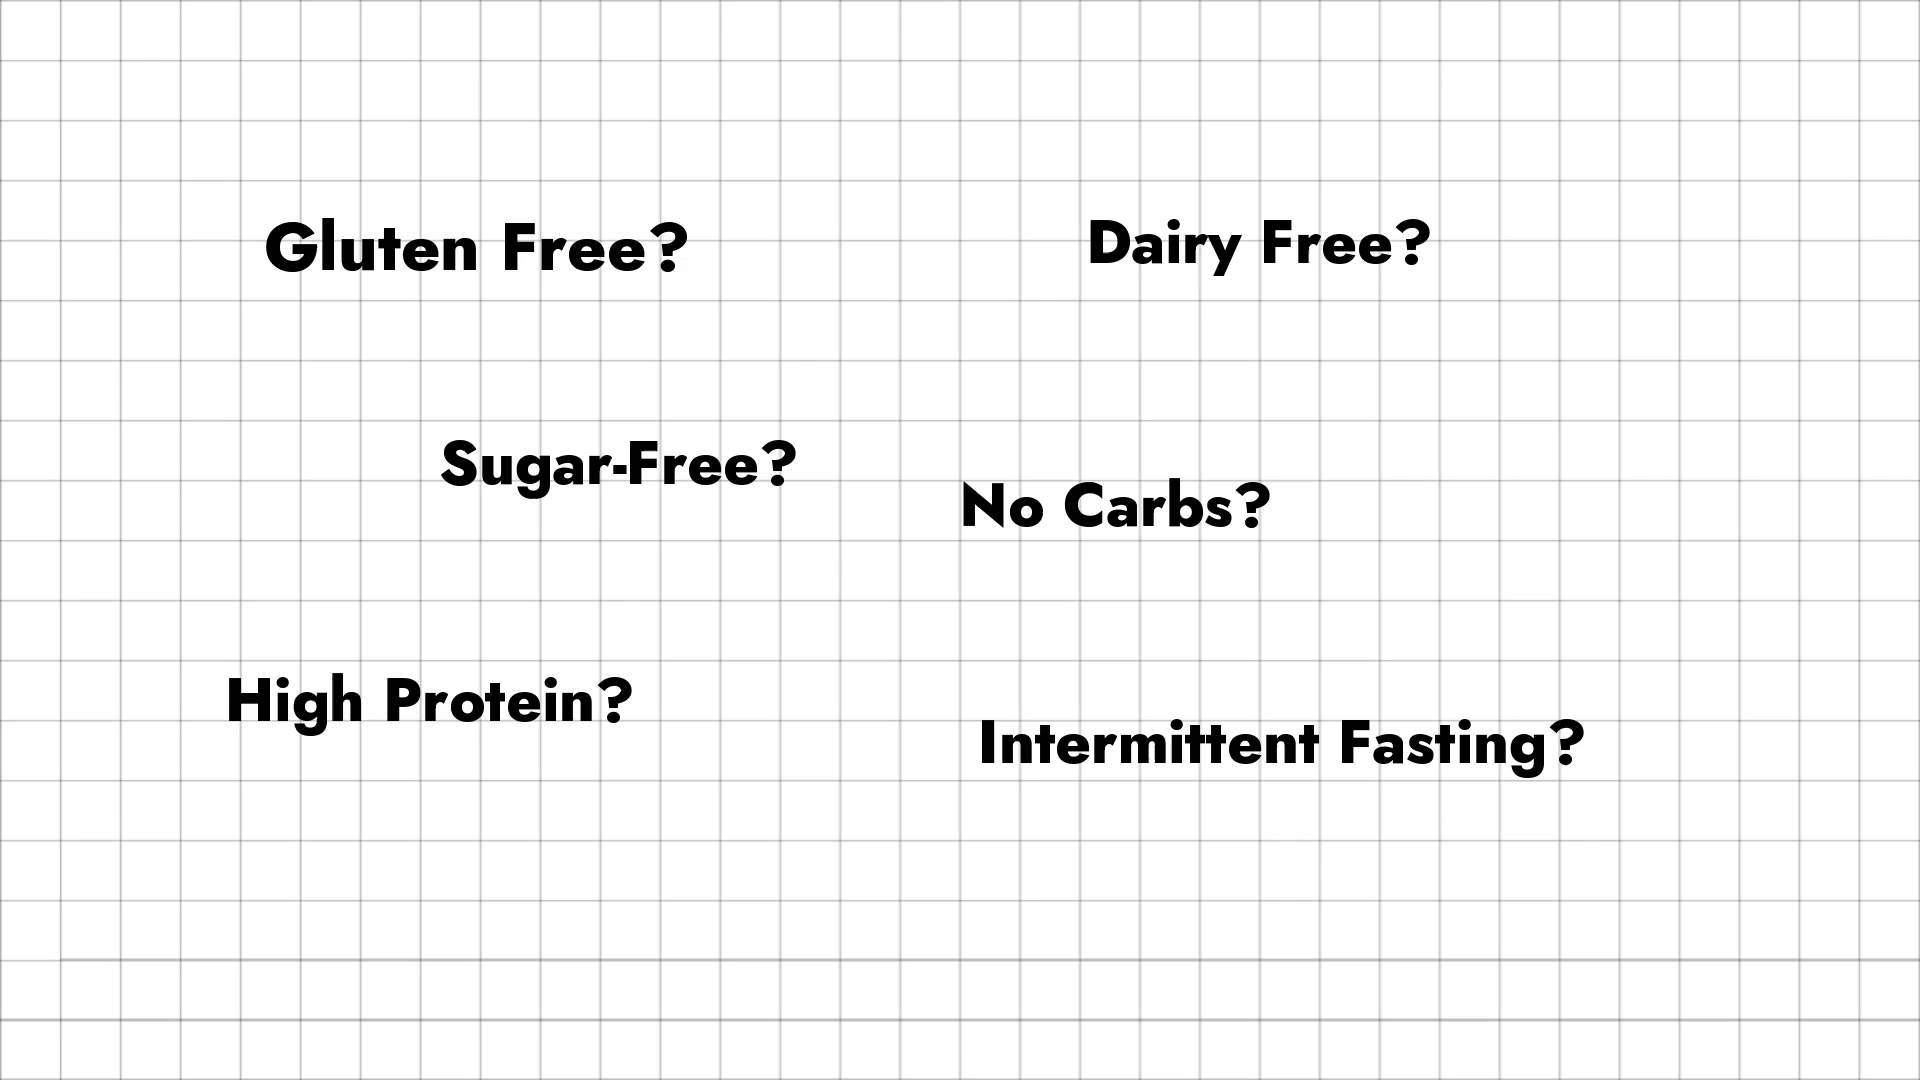 Gluten Free?
Dairy Free?
Sugar-Free?
No Carbs?
High Protein?
Intermittent Fasting?